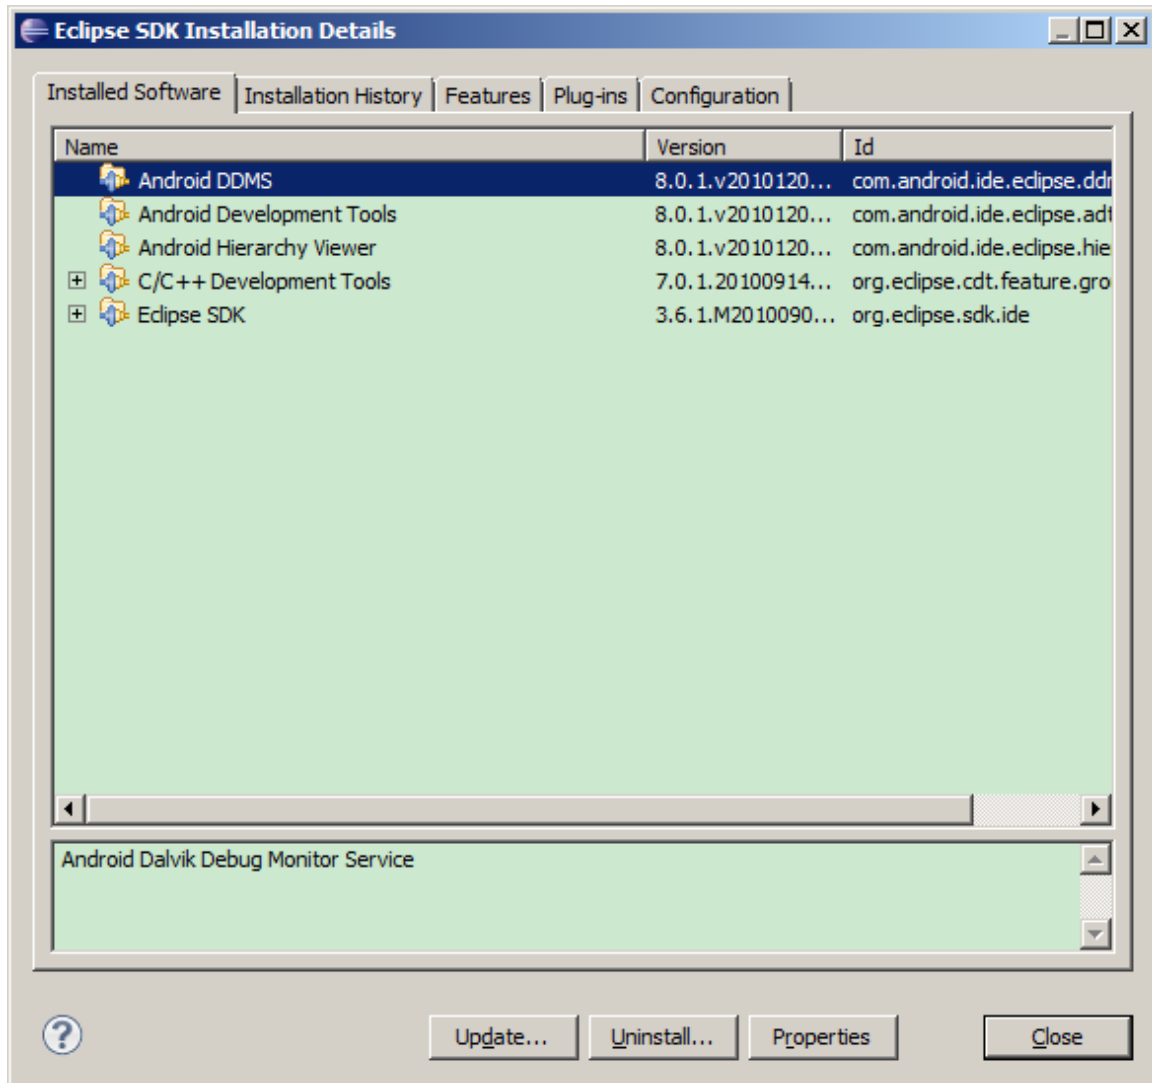 Eclipse SDK Installation Details
Installed Software Installation History Features Plug-ins Configuration
Name Version Id
Android DDMS 8.0.1.v2010120... com.android.ide.eclipse.ddm
Android Development Tools 8.0.1.v2010120... com.android.ide.eclipse.adt
Android Hierarchy Viewer 8.0.1.v2010120... com.android.ide.eclipse.hie
C/C++ Development Tools 7.0.1.20100914... org.eclipse.cdt.feature.gro
Eclipse SDK 3.6.1.M2010090... org.eclipse.sdk.ide
Android Dalvik Debug Monitor Service
? Update... Uninstall... Properties Close